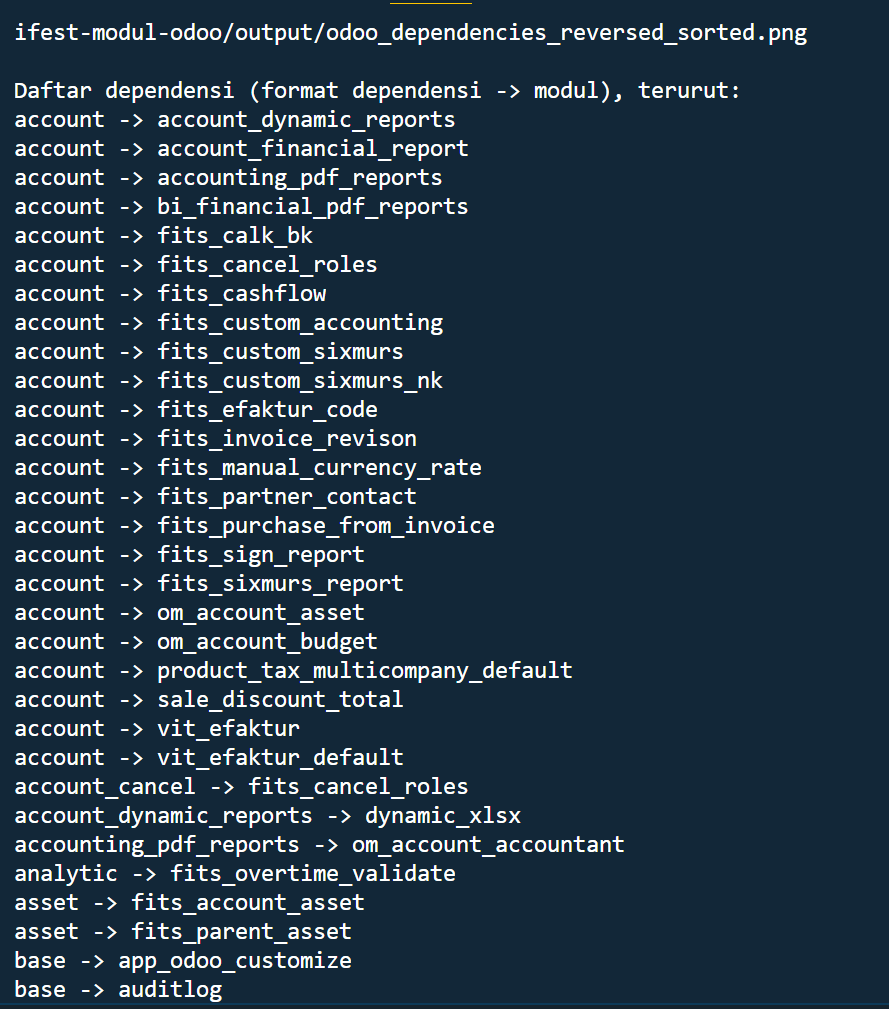 ifest-modul-odoo/output/odoo_dependencies_reversed_sorted.png
Daftar dependensi (format dependensi -> modul), terurut:
account -> account_dynamic_reports
account -> account_financial_report
account -> accounting_pdf_reports
account -> bi_financial_pdf_reports
account -> fits_calk_bk
account -> fits_cancel_roles
account -> fits_cashflow
account -> fits_custom_accounting
account -> fits_custom_sixmurs
account -> fits_custom_sixmurs_nk
account -> fits_efaktur_code
account -> fits_invoice_revison
account -> fits_manual_currency_rate
account -> fits_partner_contact
account -> fits_purchase_from_invoice
account -> fits_sign_report
account -> fits_sixmurs_report
account -> om_account_asset
account -> om_account_budget
account -> product_tax_multicompany_default
account -> sale_discount_total
account -> vit_efaktur
account -> vit_efaktur_default
account_cancel -> fits_cancel_roles
account_dynamic_reports -> dynamic_xlsx
accounting_pdf_reports -> om_account_accountant
analytic -> fits_overtime_validate
asset -> fits_account_asset
asset -> fits_parent_asset
base -> app_odoo_customize
base -> auditlog